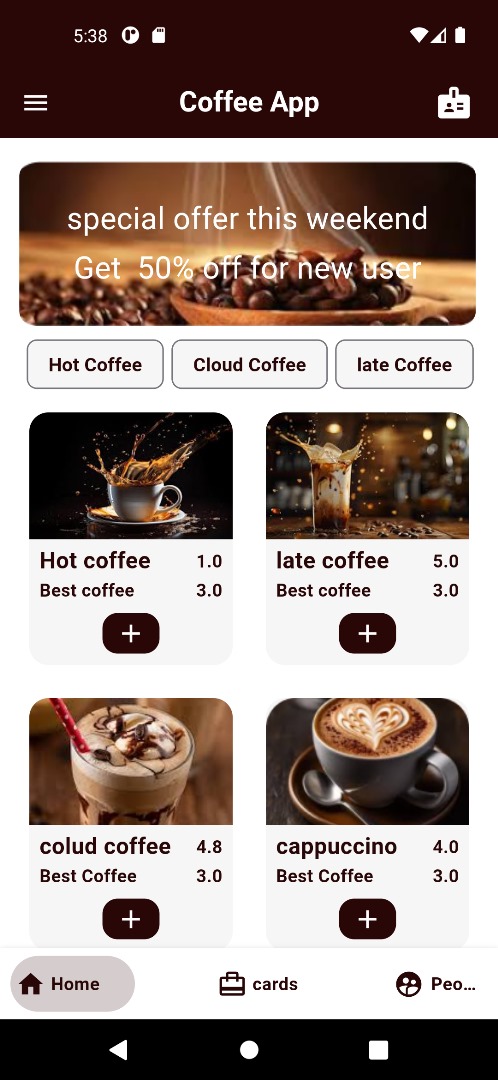 5:38
Coffee App
special offer this weekend
Get  50% off for new user
Hot Coffee
Cloud Coffee
late Coffee
Hot coffee 1.0
Best coffee 3.0
late coffee 5.0
Best coffee 3.0
colud coffee 4.8
Best Coffee 3.0
cappuccino 4.0
Best Coffee 3.0
Home
cards
Peo...